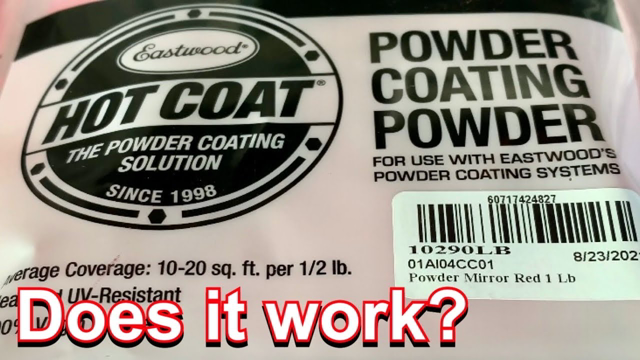 Eastwood®
HOT COAT®
THE POWDER COATING
SOLUTION
SINCE 1998
POWDER
COATING
POWDER
FOR USE WITH EASTWOOD'S
POWDER COATING SYSTEMS
60717424827
10290LB
01AI04CC01
8/23/202
Powder Mirror Red 1 Lb
Average Coverage: 10-20 sq. ft. per 1/2 lb.
UV-Resistant
Does it work?